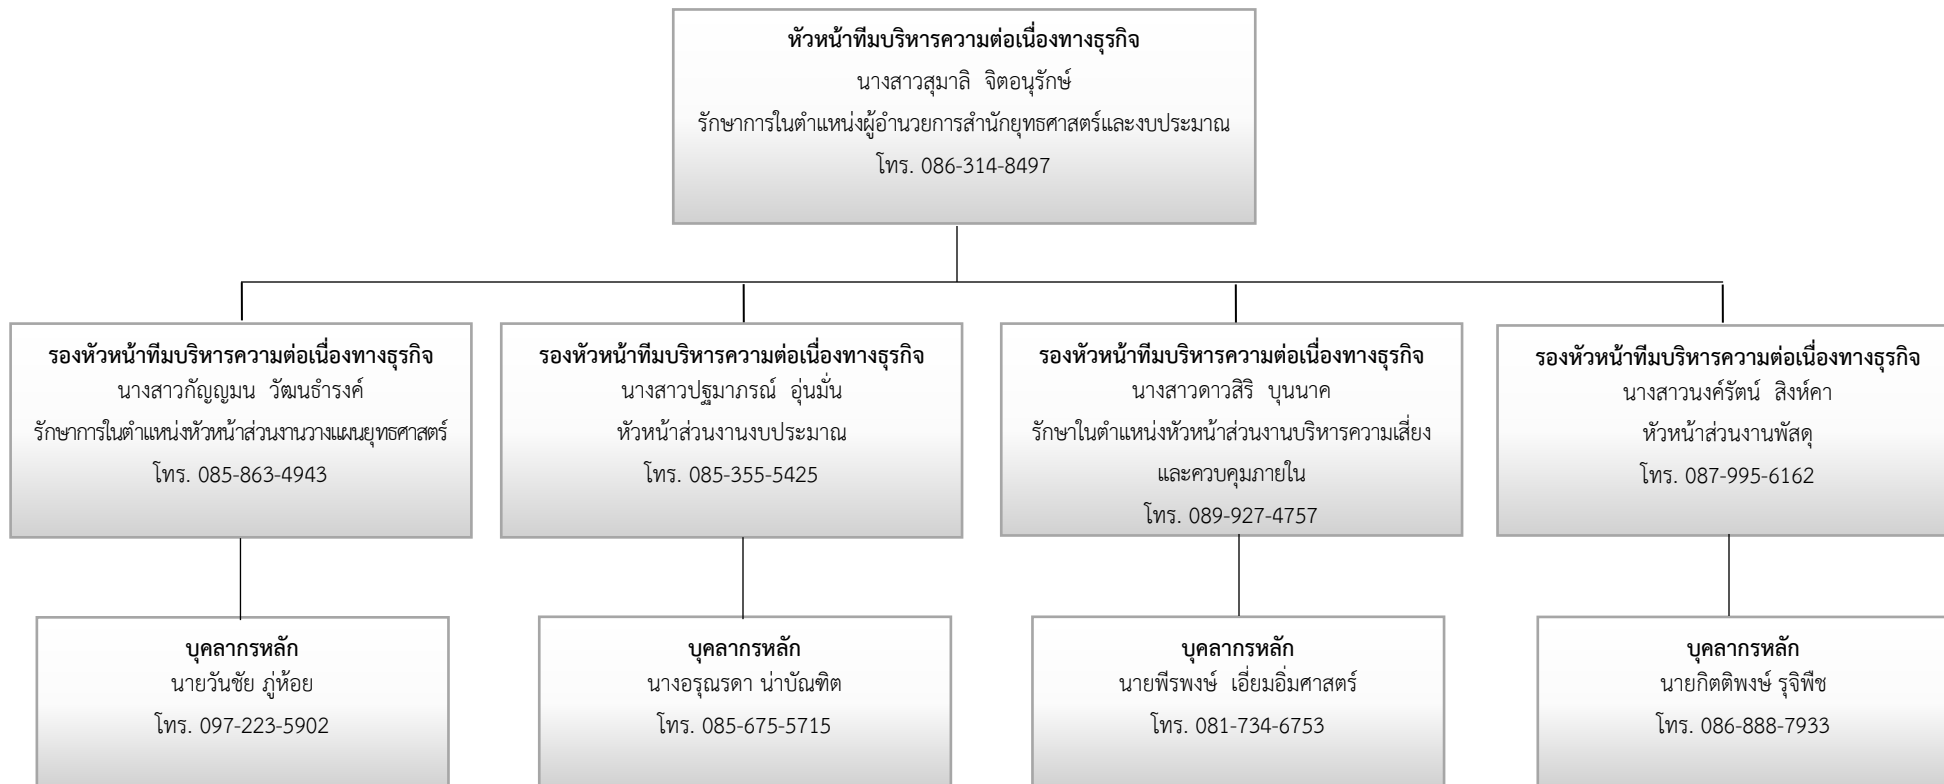 หัวหน้าทีมบริหารความต่อเนื่องทางธุรกิจ
นางสาวสุมาลิ จิตอนุรักษ์
รักษาการในตำแหน่งผู้อำนวยการสำนักยุทธศาสตร์และงบประมาณ
โทร. 086-314-8497
รองหัวหน้าทีมบริหารความต่อเนื่องทางธุรกิจ
นางสาวกัญญมน วัฒนธำรงค์
รักษาการในตำแหน่งหัวหน้าส่วนงานวางแผนยุทธศาสตร์
โทร. 085-863-4943
รองหัวหน้าทีมบริหารความต่อเนื่องทางธุรกิจ
นางสาวปฐมาภรณ์ อุ่นมั่น
หัวหน้าส่วนงานงบประมาณ
โทร. 085-355-5425
รองหัวหน้าทีมบริหารความต่อเนื่องทางธุรกิจ
นางสาวดาวสิริ บุนนาค
รักษาในตำแหน่งหัวหน้าส่วนงานบริหารความเสี่ยง
และควบคุมภายใน
โทร. 089-927-4757
รองหัวหน้าทีมบริหารความต่อเนื่องทางธุรกิจ
นางสาวนงค์รัตน์ สิงห์คา
หัวหน้าส่วนงานพัสดุ
โทร. 087-995-6162
บุคลากรหลัก
นายวันชัย ภู่ห้อย
โทร. 097-223-5902
บุคลากรหลัก
นางอรุณรดา น่าบัณฑิต
โทร. 085-675-5715
บุคลากรหลัก
นายพีรพงษ์ เอี่ยมอิ่มศาสตร์
โทร. 081-734-6753
บุคลากรหลัก
นายกิตติพงษ์ รุจิพืช
โทร. 086-888-7933